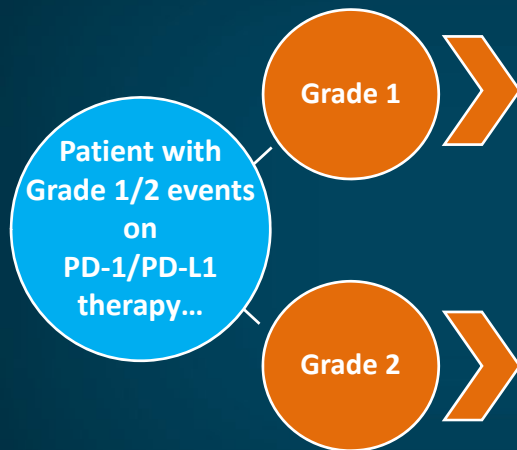 Grade 1
Patient with
Grade 1/2 events
on
PD-1/PD-L1
therapy...
Grade 2